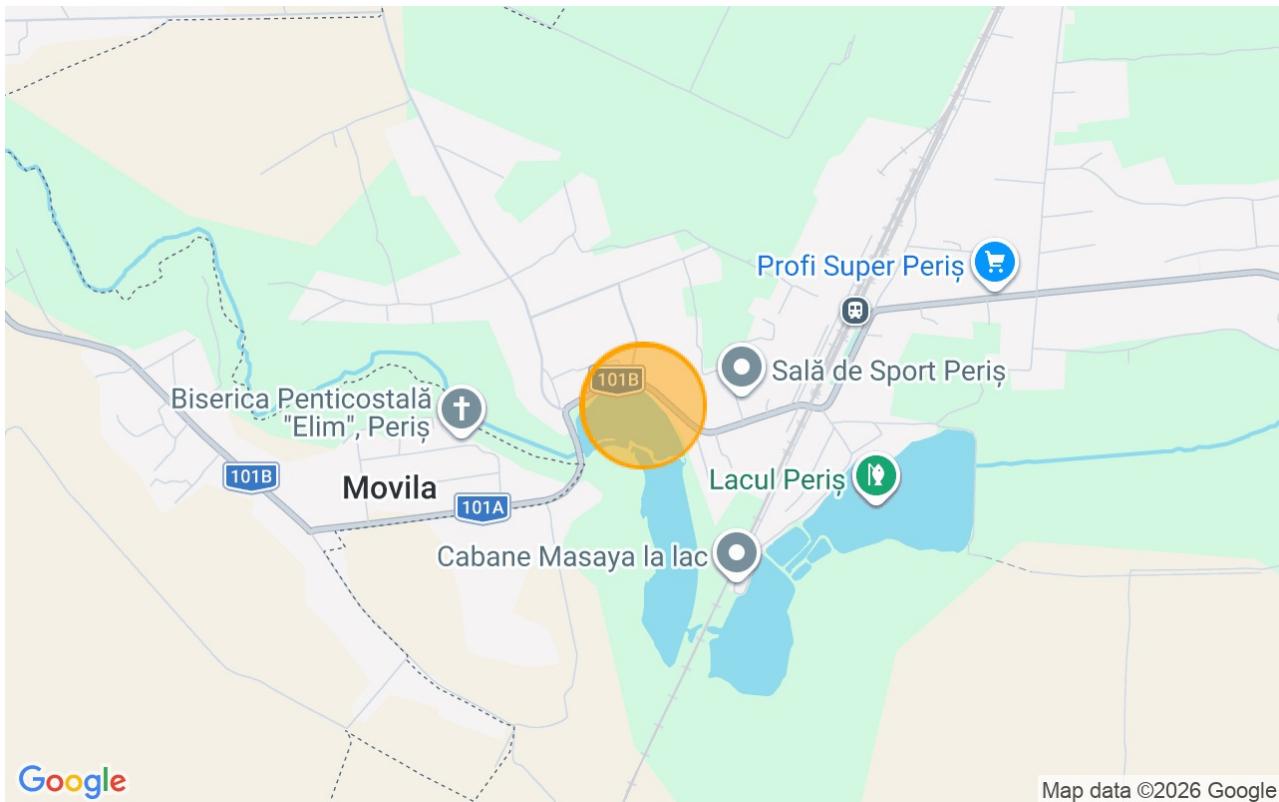 Profi Super Periș
101B
Sală de Sport Periș
Biserica Penticostală
"Elim", Periș
101B
Movila
101A
Lacul Periș
Cabane Masaya la lac
Google
Map data ©2026 Google